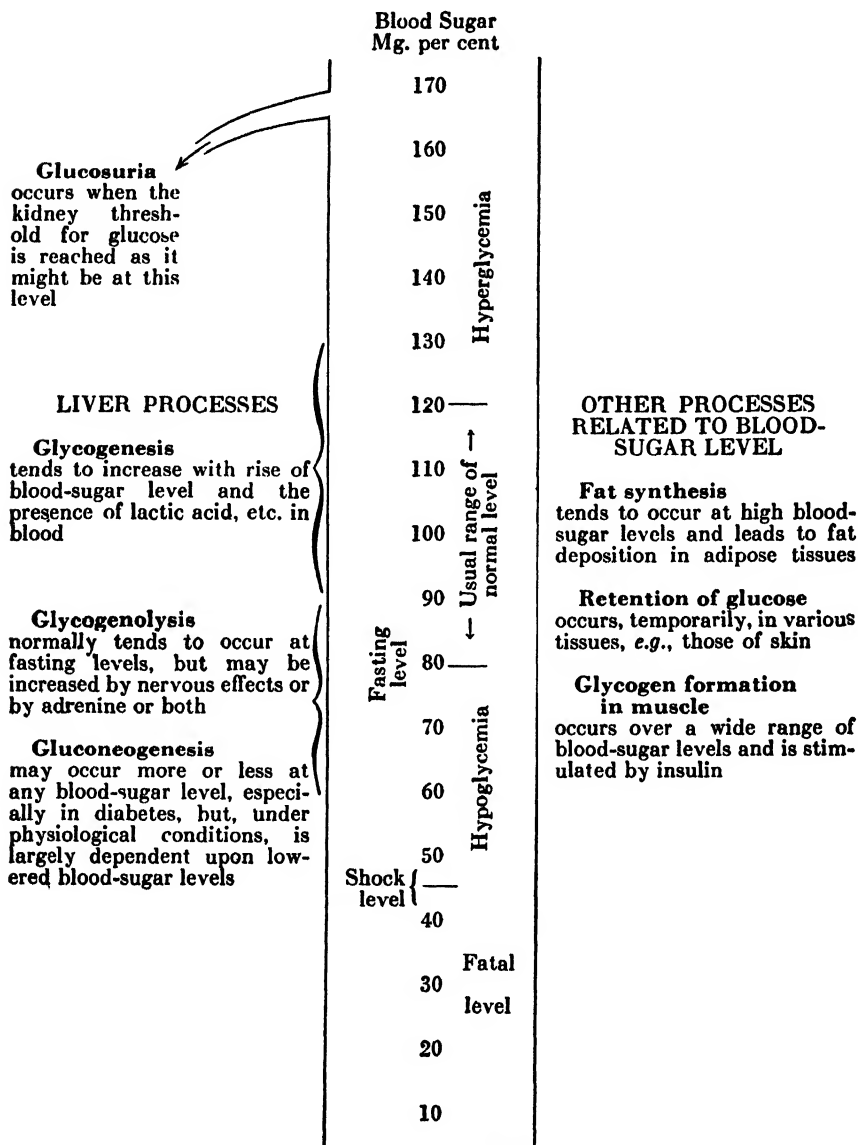 Blood Sugar
Mg. per cent
170
160
150
140
130
120
110
100
90
80
70
60
50
40
30
20
10
Hyperglycemia
Usual range of
normal level
Fasting
level
Hypoglycemia
Shock
level
Fatal
level
Glucosuria
occurs when the
kidney thresh-
old for glucose
is reached as it
might be at this
level
LIVER PROCESSES
Glycogenesis
tends to increase with rise of
blood-sugar level and the
presence of lactic acid, etc. in
blood
Glycogenolysis
normally tends to occur at
fasting levels, but may be
increased by nervous effects or
by adrenine or both
Gluconeogenesis
may occur more or less at
any blood-sugar level, especi-
ally in diabetes, but, under
physiological conditions, is
largely dependent upon low-
ered blood-sugar levels
OTHER PROCESSES
RELATED TO BLOOD-
SUGAR LEVEL
Fat synthesis
tends to occur at high blood-
sugar levels and leads to fat
deposition in adipose tissues
Retention of glucose
occurs, temporarily, in various
tissues, e.g., those of skin
Glycogen formation
in muscle
occurs over a wide range of
blood-sugar levels and is stim-
ulated by insulin